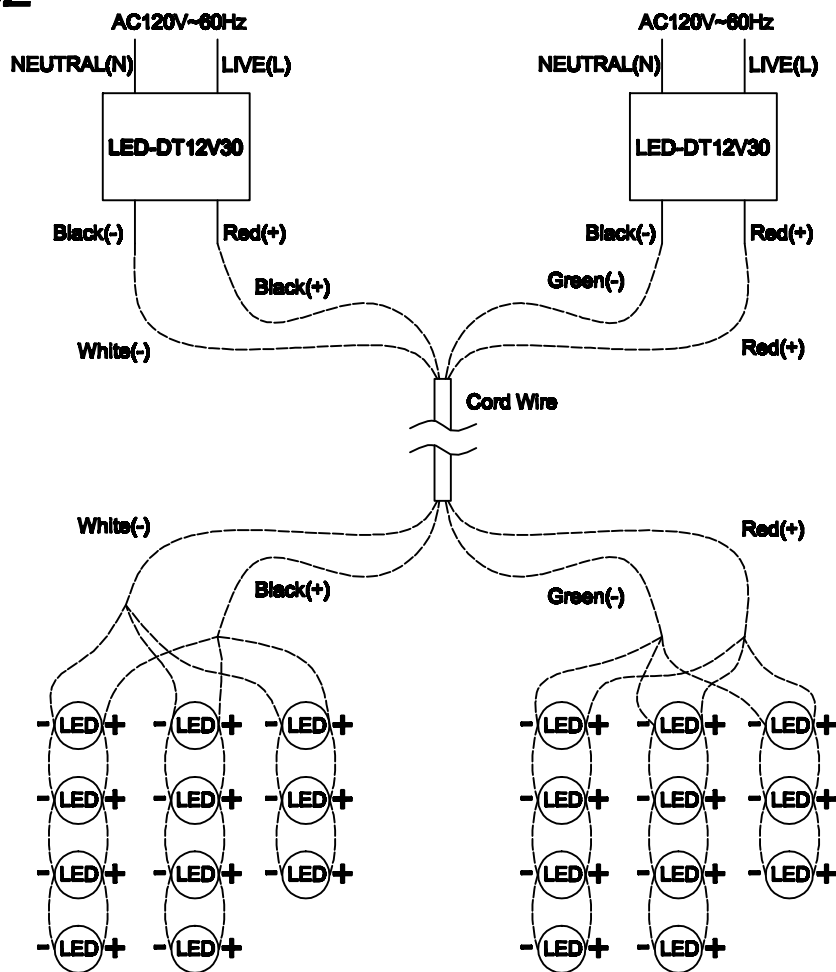 AC120V~60Hz AC120V~60Hz
NEUTRAL(N) LIVE(L) NEUTRAL(N) LIVE(L)
LED-DT12V30 LED-DT12V30
Black(-) Red(+) Black(-) Red(+)
Black(+) Green(-)
White(-) Red(+)
Cord Wire
White(-) Red(+)
Black(+) Green(-)
- LED + - LED + - LED + - LED + - LED + - LED +
- LED + - LED + - LED + - LED + - LED + - LED +
- LED + - LED + - LED + - LED + - LED + - LED +
- LED + - LED + - LED + - LED +